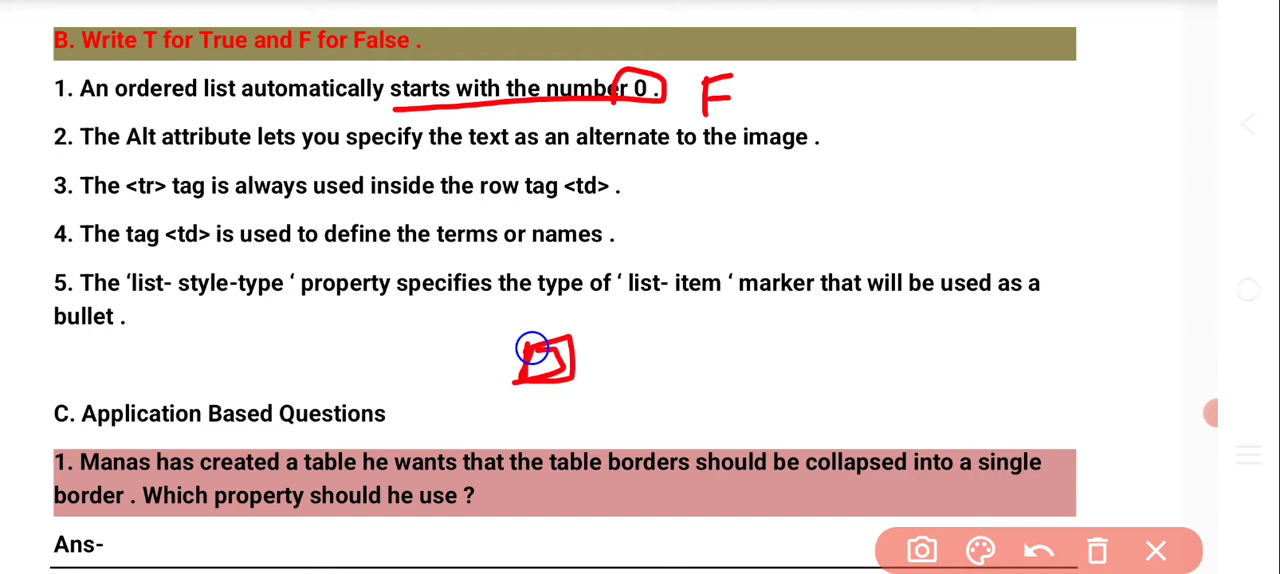 B. Write T for True and F for False .
1. An ordered list automatically starts with the number 0 . F
2. The Alt attribute lets you specify the text as an alternate to the image .
3. The <tr> tag is always used inside the row tag <td> .
4. The tag <td> is used to define the terms or names .
5. The ‘list- style-type ‘ property specifies the type of ‘ list- item ‘ marker that will be used as a
bullet .
C. Application Based Questions
1. Manas has created a table he wants that the table borders should be collapsed into a single
border . Which property should he use ?
Ans-